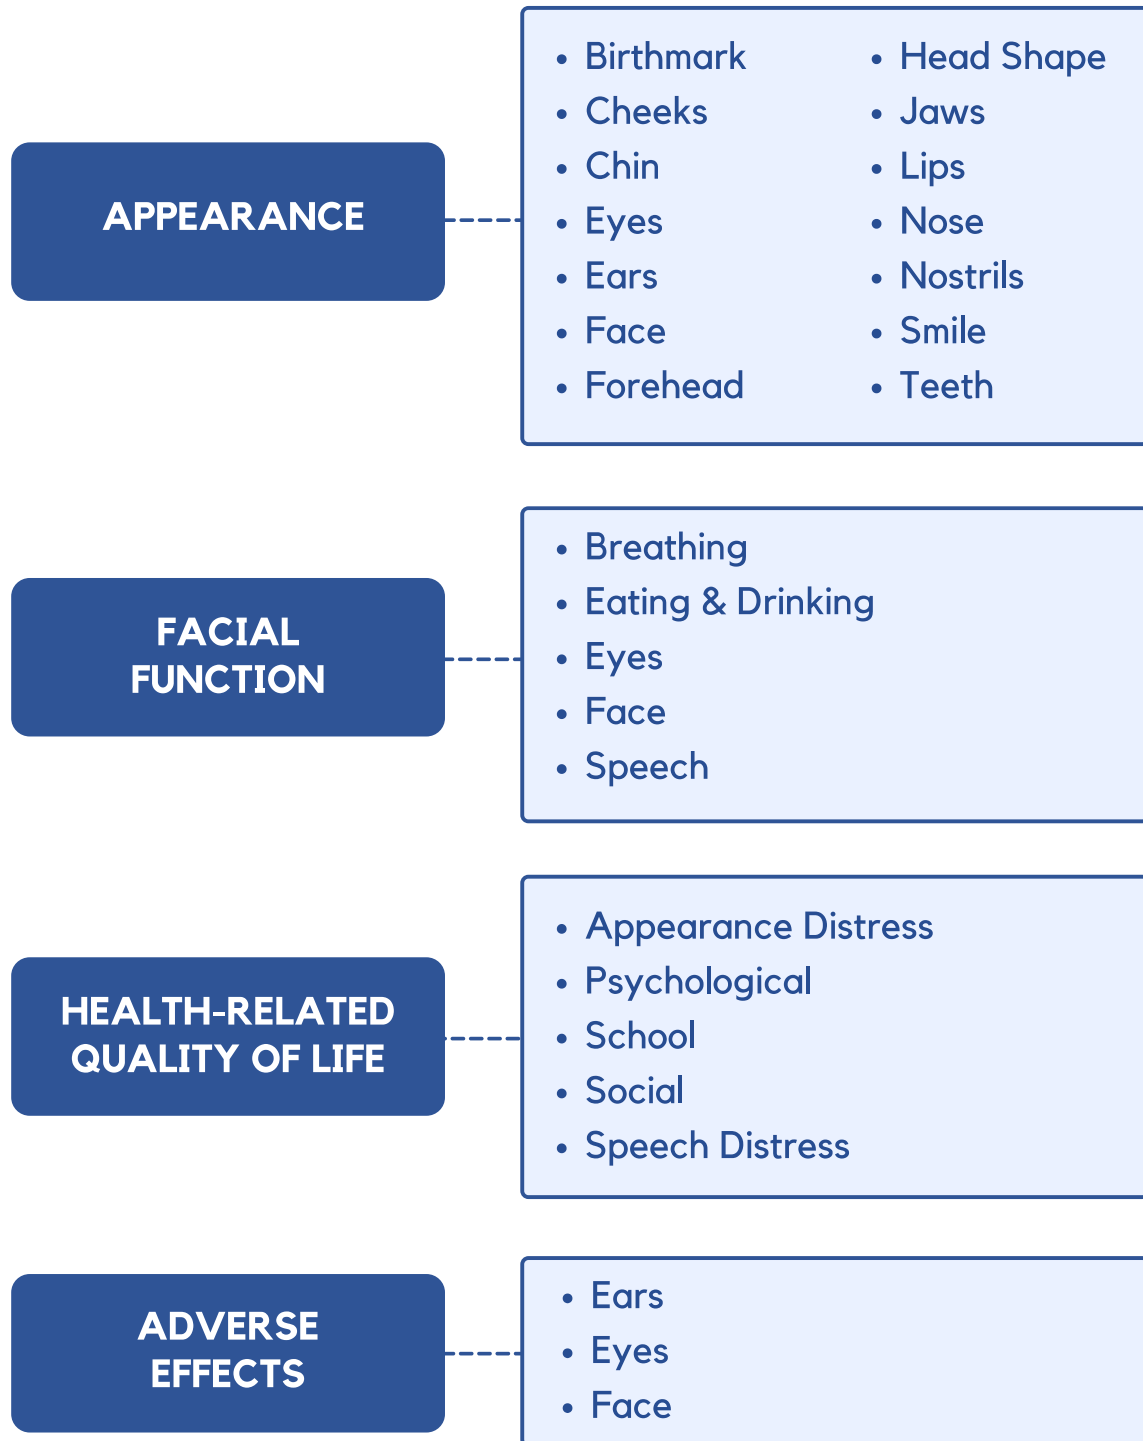 APPEARANCE
• Birthmark
• Cheeks
• Chin
• Eyes
• Ears
• Face
• Forehead
• Head Shape
• Jaws
• Lips
• Nose
• Nostrils
• Smile
• Teeth
FACIAL
FUNCTION
• Breathing
• Eating & Drinking
• Eyes
• Face
• Speech
HEALTH-RELATED
QUALITY OF LIFE
• Appearance Distress
• Psychological
• School
• Social
• Speech Distress
ADVERSE
EFFECTS
• Ears
• Eyes
• Face